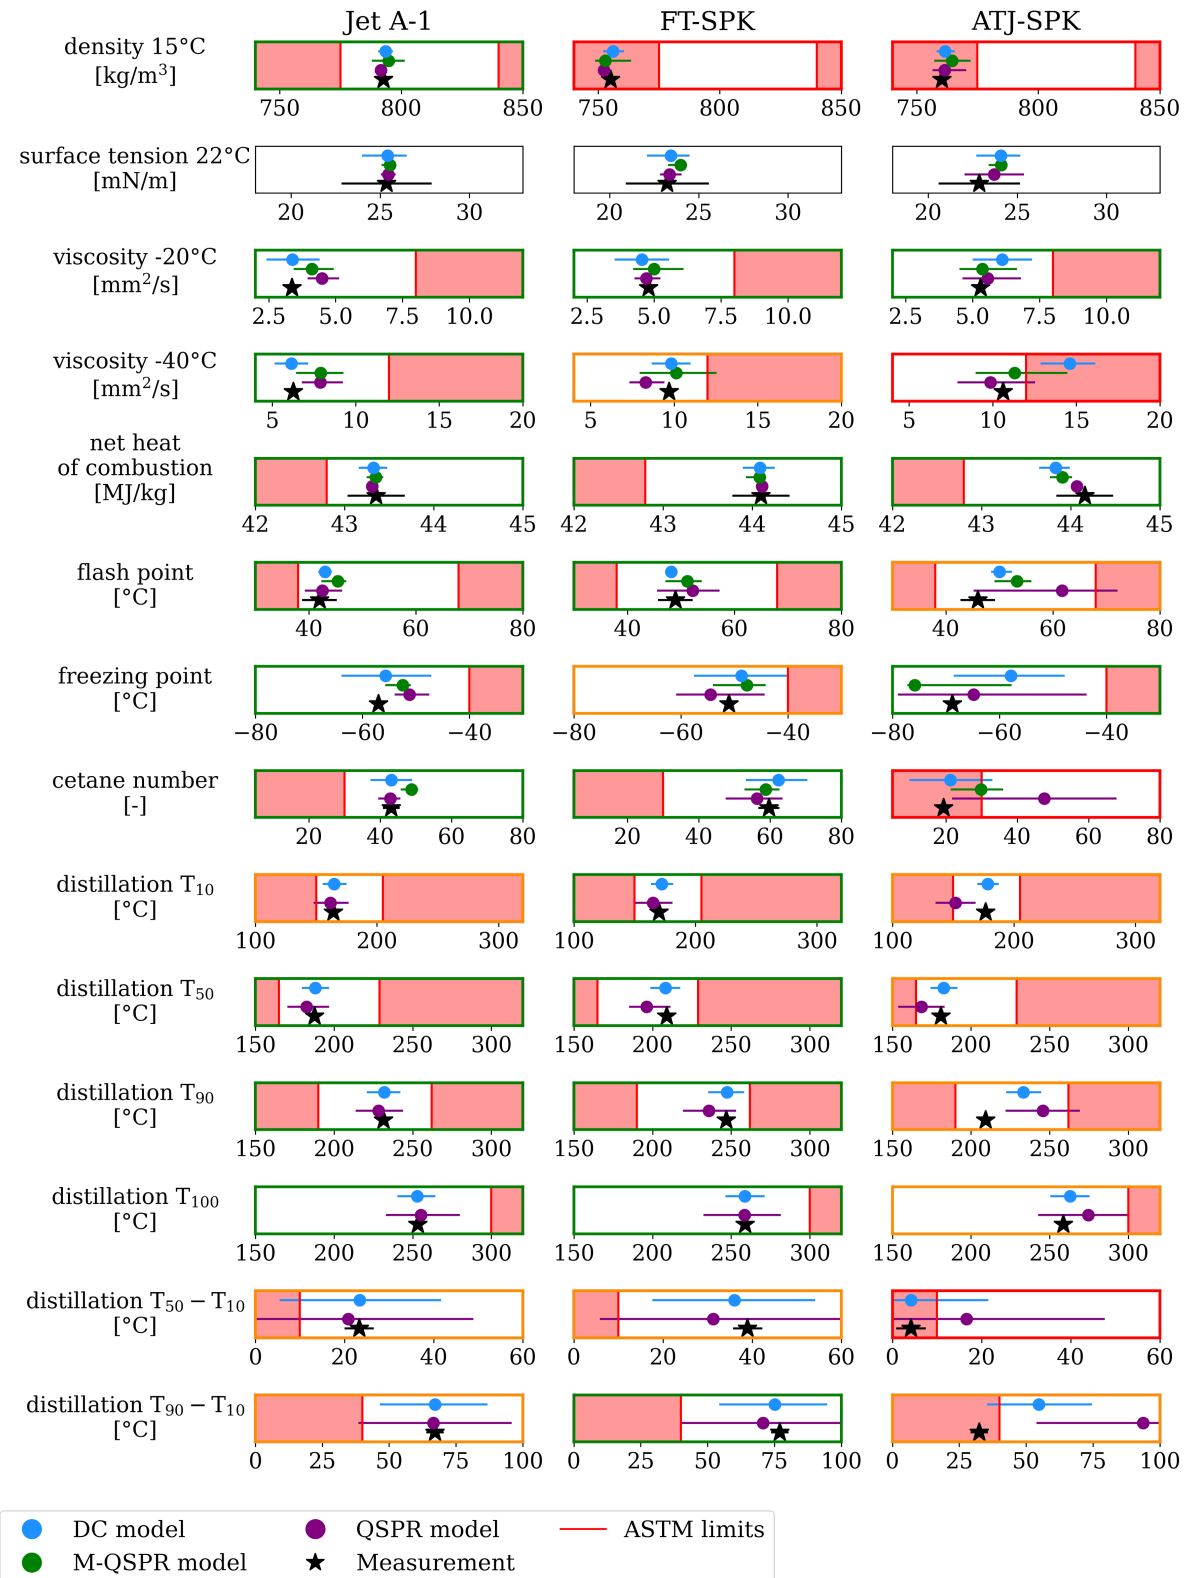 Jet A-1 FT-SPK ATJ-SPK
density 15°C
[kg/m³]
750 800 850 750 800 850 750 800 850
surface tension 22°C
[mN/m]
20 25 30 20 25 30 20 25 30
viscosity -20°C
[mm²/s]
2.5 5.0 7.5 10.0 2.5 5.0 7.5 10.0 2.5 5.0 7.5 10.0
viscosity -40°C
[mm²/s]
5 10 15 20 5 10 15 20 5 10 15 20
net heat
of combustion
[MJ/kg]
42 43 44 45 42 43 44 45 42 43 44 45
flash point
[°C]
40 60 80 40 60 80 40 60 80
freezing point
[°C]
−80 −60 −40 −80 −60 −40 −80 −60 −40
cetane number
[-]
20 40 60 80 20 40 60 80 20 40 60 80
distillation T₁₀
[°C]
100 200 300 100 200 300 100 200 300
distillation T₅₀
[°C]
150 200 250 300 150 200 250 300 150 200 250 300
distillation T₉₀
[°C]
150 200 250 300 150 200 250 300 150 200 250 300
distillation T₁₀₀
[°C]
150 200 250 300 150 200 250 300 150 200 250 300
distillation T₅₀ − T₁₀
[°C]
0 20 40 60 0 20 40 60 0 20 40 60
distillation T₉₀ − T₁₀
[°C]
0 25 50 75 100 0 25 50 75 100 0 25 50 75 100
DC model QSPR model ASTM limits
M-QSPR model Measurement